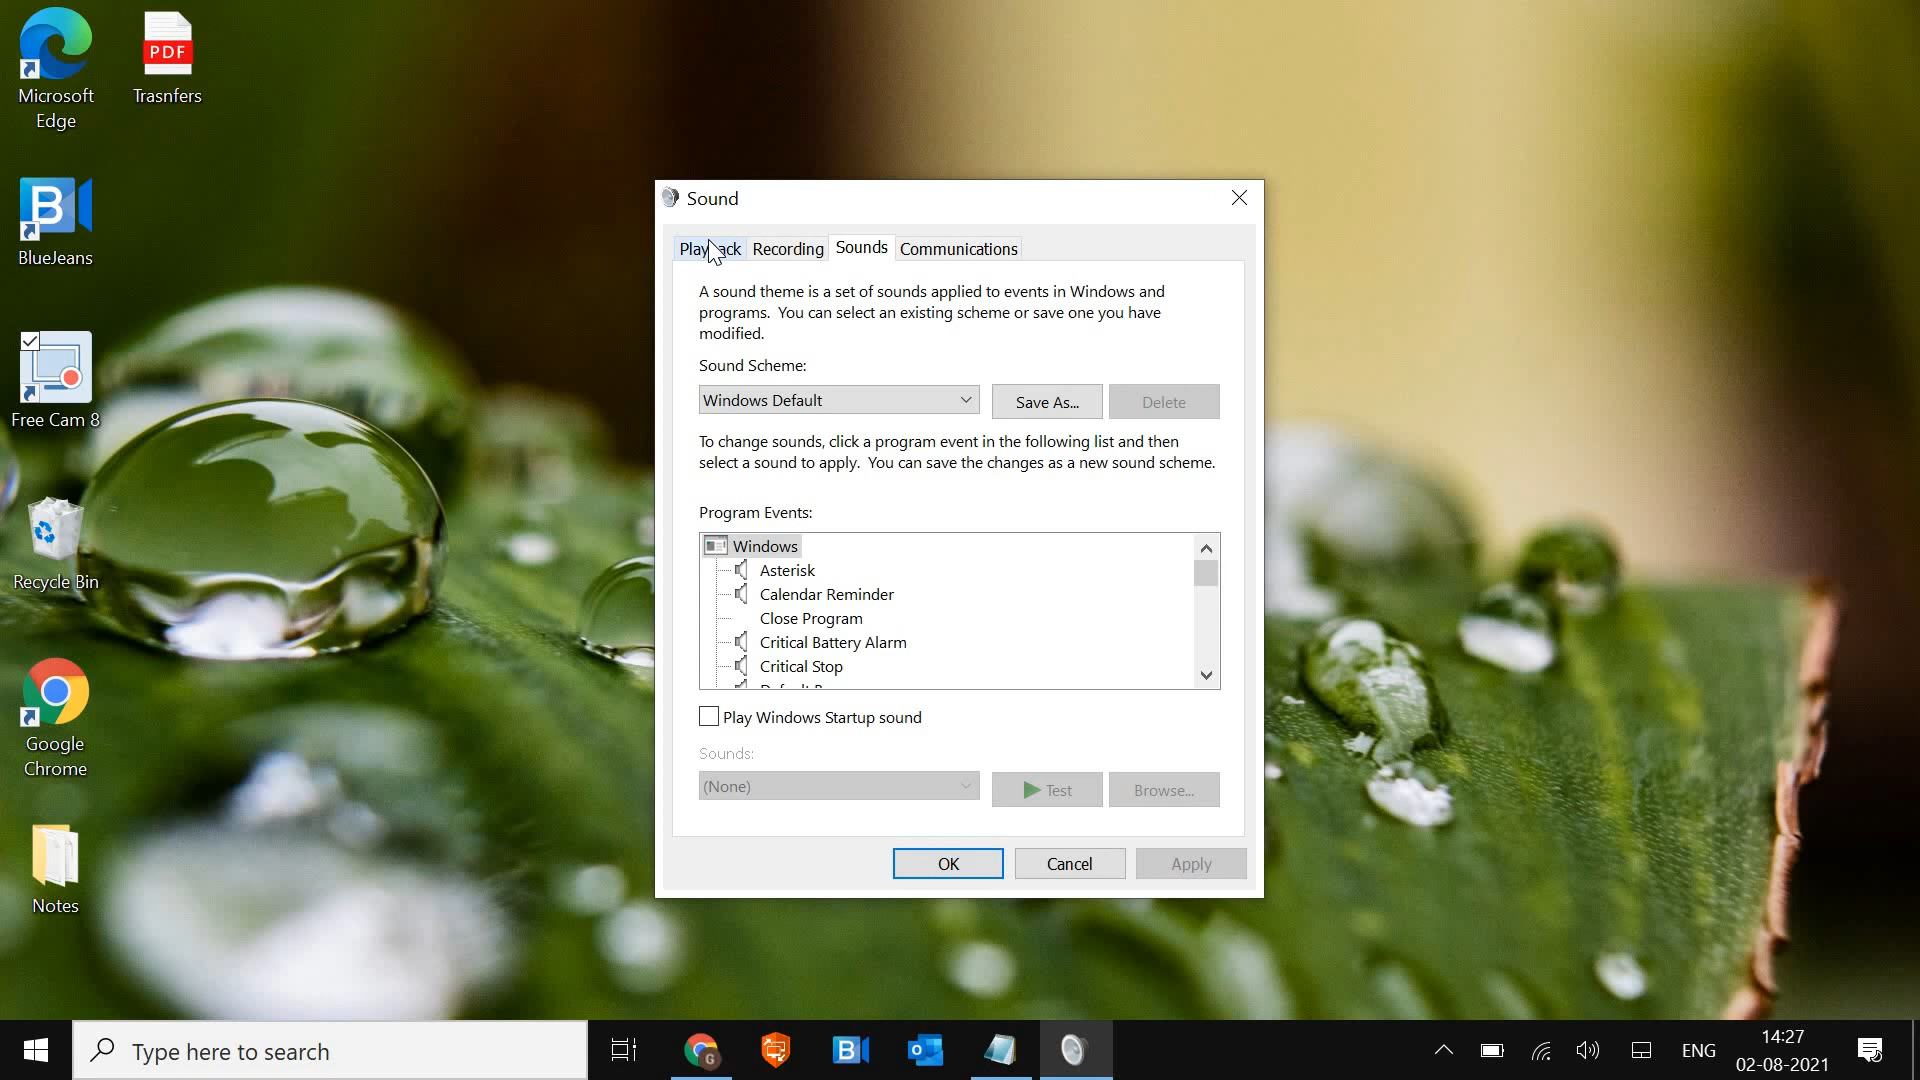 Microsoft
Edge
PDF
Trasnfers
B
BlueJeans
Free Cam 8
Recycle Bin
Google
Chrome
Notes
Sound
Playback Recording Sounds Communications
A sound theme is a set of sounds applied to events in Windows and
programs. You can select an existing scheme or save one you have
modified.
Sound Scheme:
Windows Default
Save As...
Delete
To change sounds, click a program event in the following list and then
select a sound to apply. You can save the changes as a new sound scheme.
Program Events:
Windows
Asterisk
Calendar Reminder
Close Program
Critical Battery Alarm
Critical Stop
Play Windows Startup sound
Sounds:
(None)
Test
Browse...
OK
Cancel
Apply
Type here to search
G
B
o
ENG
14:27
02-08-2021